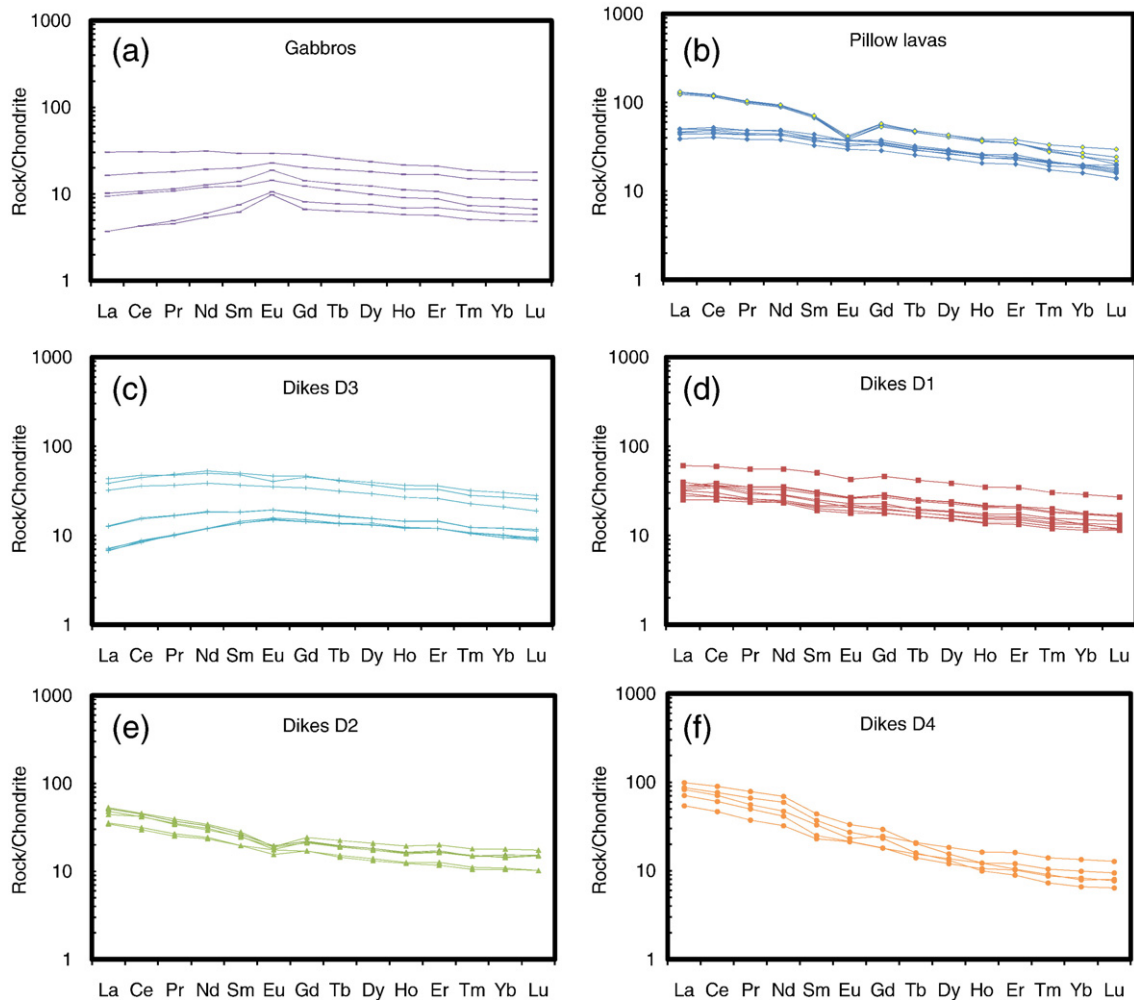 (a)
Gabbros
Rock/Chondrite
1000
100
10
1
La Ce Pr Nd Sm Eu Gd Tb Dy Ho Er Tm Yb Lu
(b)
Pillow lavas
Rock/Chondrite
1000
100
10
1
La Ce Pr Nd Sm Eu Gd Tb Dy Ho Er Tm Yb Lu
(c)
Dikes D3
Rock/Chondrite
1000
100
10
1
La Ce Pr Nd Sm Eu Gd Tb Dy Ho Er Tm Yb Lu
(d)
Dikes D1
Rock/Chondrite
1000
100
10
1
La Ce Pr Nd Sm Eu Gd Tb Dy Ho Er Tm Yb Lu
(e)
Dikes D2
Rock/Chondrite
1000
100
10
1
La Ce Pr Nd Sm Eu Gd Tb Dy Ho Er Tm Yb Lu
(f)
Dikes D4
Rock/Chondrite
1000
100
10
1
La Ce Pr Nd Sm Eu Gd Tb Dy Ho Er Tm Yb Lu